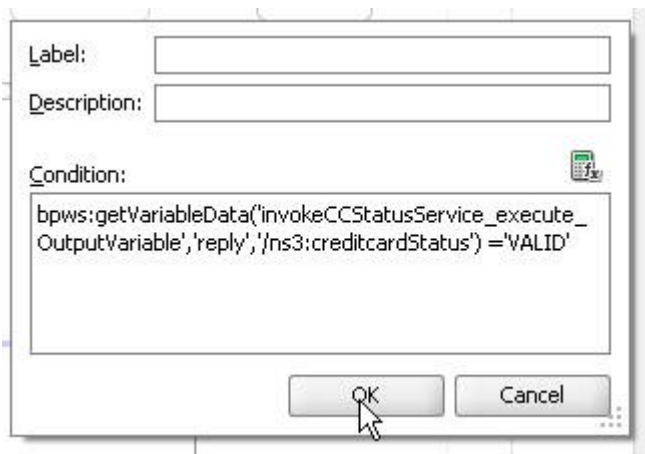 Label:
Description:
Condition:
bpws:getVariableData('invokeCCStatusService_execute_
OutputVariable','reply','/ns3:creditcardStatus') ='VALID'
OK
Cancel